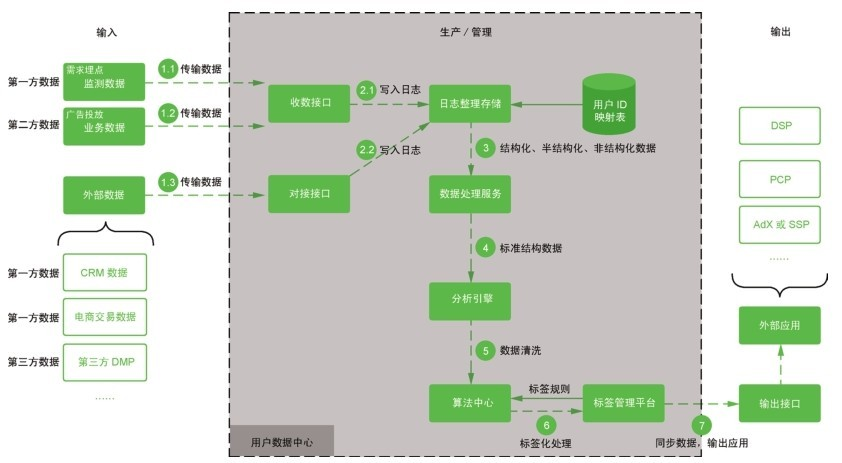 输入
生产 / 管理
输出
第一方数据
需求埋点
监测数据
1.1 传输数据
第二方数据
广告投放
业务数据
1.2 传输数据
外部数据
1.3 传输数据
第一方数据
CRM 数据
第一方数据
电商交易数据
第三方数据
第三方 DMP
......
收数接口
2.1 写入日志
日志整理存储
用户 ID
映射表
2.2 写入日志
对接接口
3 结构化、半结构化、非结构化数据
数据处理服务
4 标准结构数据
分析引擎
5 数据清洗
算法中心
标签规则
标签管理平台
6
标签化处理
7
同步数据，输出应用
用户数据中心
DSP
PCP
AdX 或 SSP
......
外部应用
输出接口